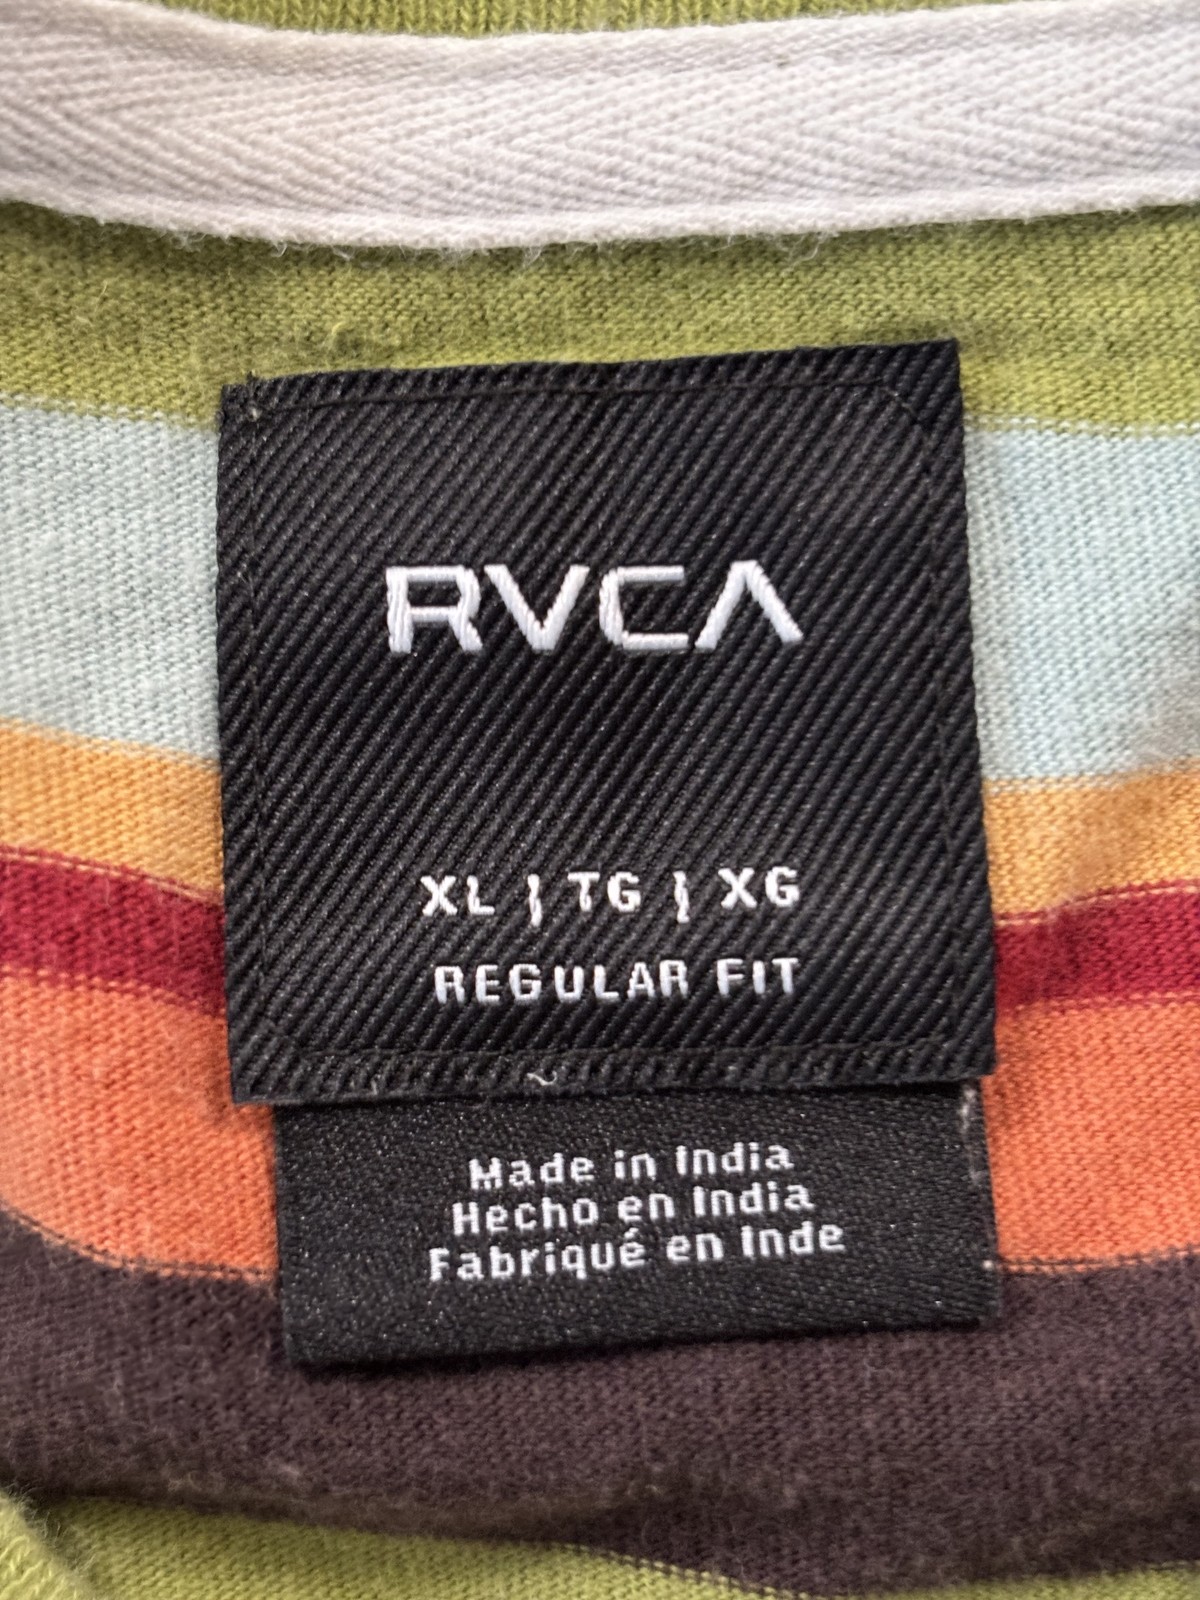 RVCA
XL | TG | XG
REGULAR FIT
Made in India
Hecho en India
Fabriqué en Inde